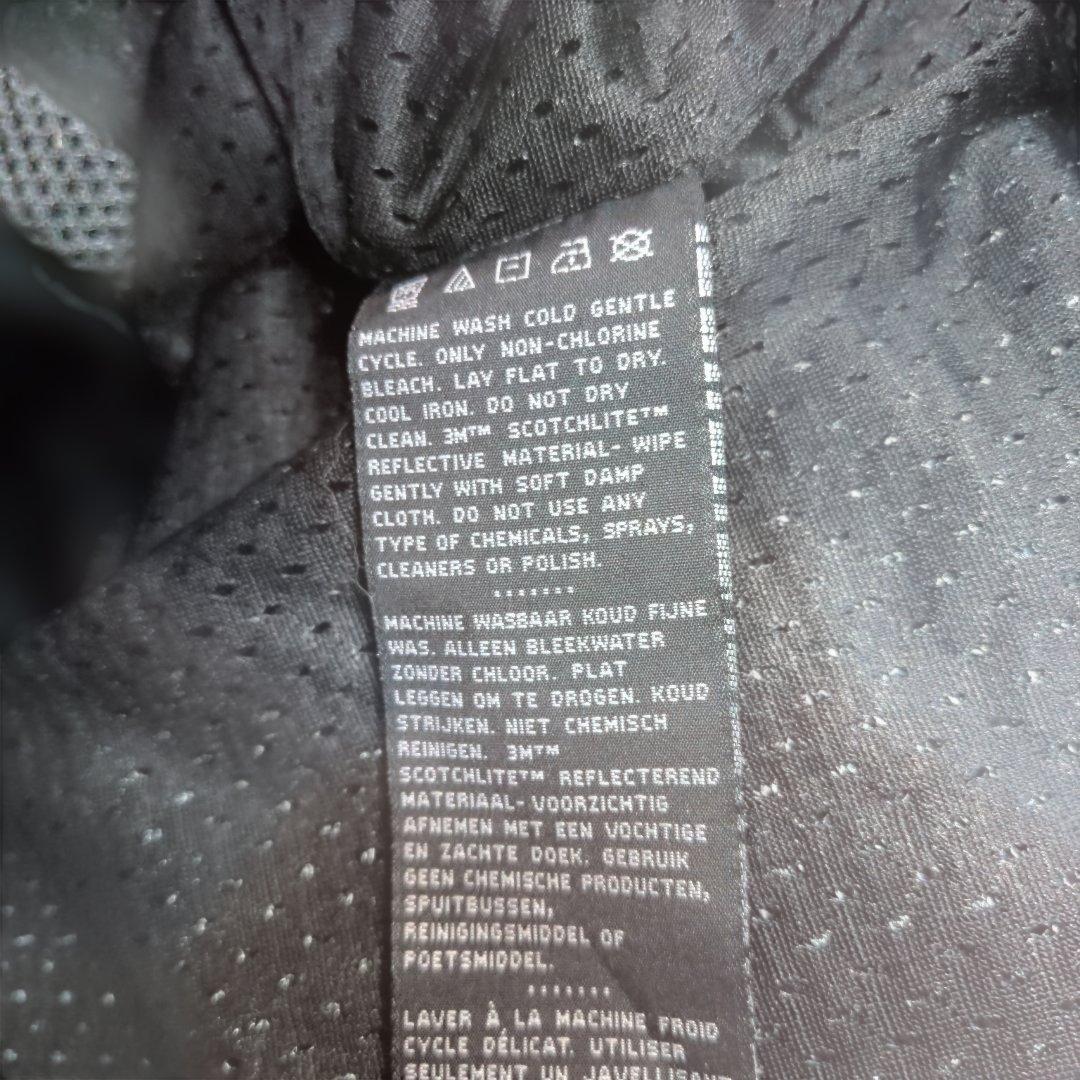 MACHINE WASH COLD GENTLE
CYCLE. ONLY NON-CHLORINE
BLEACH. LAY FLAT TO DRY.
COOL IRON. DO NOT DRY
CLEAN. 3M™ SCOTCHLITE™
REFLECTIVE MATERIAL- WIPE
GENTLY WITH SOFT DAMP
CLOTH. DO NOT USE ANY
TYPE OF CHEMICALS, SPRAYS,
CLEANERS OR POLISH.
.......
MACHINE WASBAAR KOUD FIJNE
WAS. ALLEEN BLEEKWATER
ZONDER CHLOOR. PLAT
LEGGEN OM TE DROGEN. KOUD
STRIJKEN. NIET CHEMISCH
REINIGEN. 3M™
SCOTCHLITE™ REFLECTEREND
MATERIAAL- VOORZICHTIG
AFNEMEN MET EEN VOCHTIGE
EN ZACHTE DOEK. GEBRUIK
GEEN CHEMISCHE PRODUCTEN,
SPUITBUSSEN,
REINIGINGSMIDDEL OF
POETSMIDDEL.
.......
LAVER À LA MACHINE FROID
CYCLE DÉLICAT. UTILISER
SEULEMENT UN JAVELLISANT